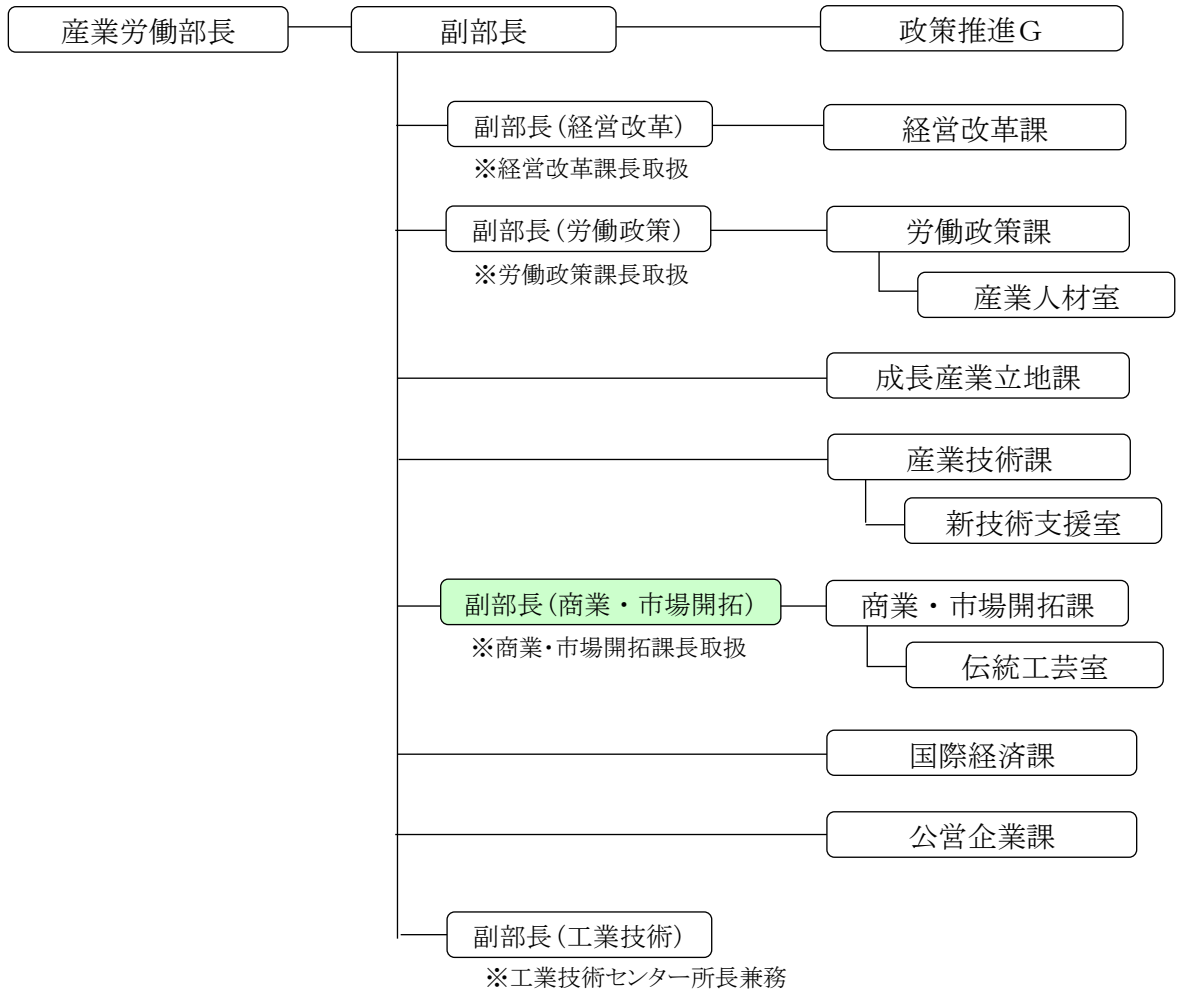 産業労働部長
副部長
政策推進G
副部長(経営改革)
経営改革課
※経営改革課長取扱
副部長(労働政策)
労働政策課
※労働政策課長取扱
産業人材室
成長産業立地課
産業技術課
新技術支援室
副部長(商業・市場開拓)
商業・市場開拓課
※商業・市場開拓課長取扱
伝統工芸室
国際経済課
公営企業課
副部長(工業技術)
※工業技術センター所長兼務